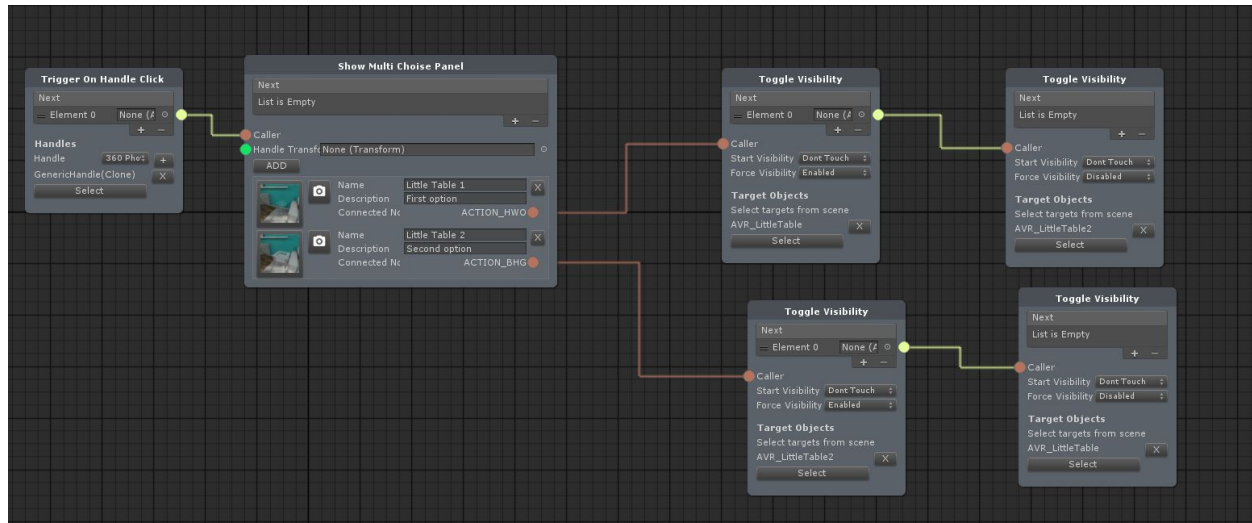 Trigger On Handle Click
Next
Element 0 None (A
+ -
Handles
Handle 360 Pho +
GenericHandle(Clone) X
Select
Show Multi Choise Panel
Next
List is Empty
+ -
Caller
Handle Transfo None (Transform)
ADD
Name Little Table 1 X
Description First option
Connected No ACTION_HWO
Name Little Table 2 X
Description Second option
Connected No ACTION_BHG
Toggle Visibility
Next
Element 0 None (A
+ -
Caller
Start Visibility Dont Touch
Force Visibility Enabled
Target Objects
Select targets from scene
AVR_LittleTable X
Select
Toggle Visibility
Next
List is Empty
+ -
Caller
Start Visibility Dont Touch
Force Visibility Disabled
Target Objects
Select targets from scene
AVR_LittleTable2 X
Select
Toggle Visibility
Next
Element 0 None (A
+ -
Caller
Start Visibility Dont Touch
Force Visibility Enabled
Target Objects
Select targets from scene
AVR_LittleTable2 X
Select
Toggle Visibility
Next
List is Empty
+ -
Caller
Start Visibility Dont Touch
Force Visibility Disabled
Target Objects
Select targets from scene
AVR_LittleTable X
Select